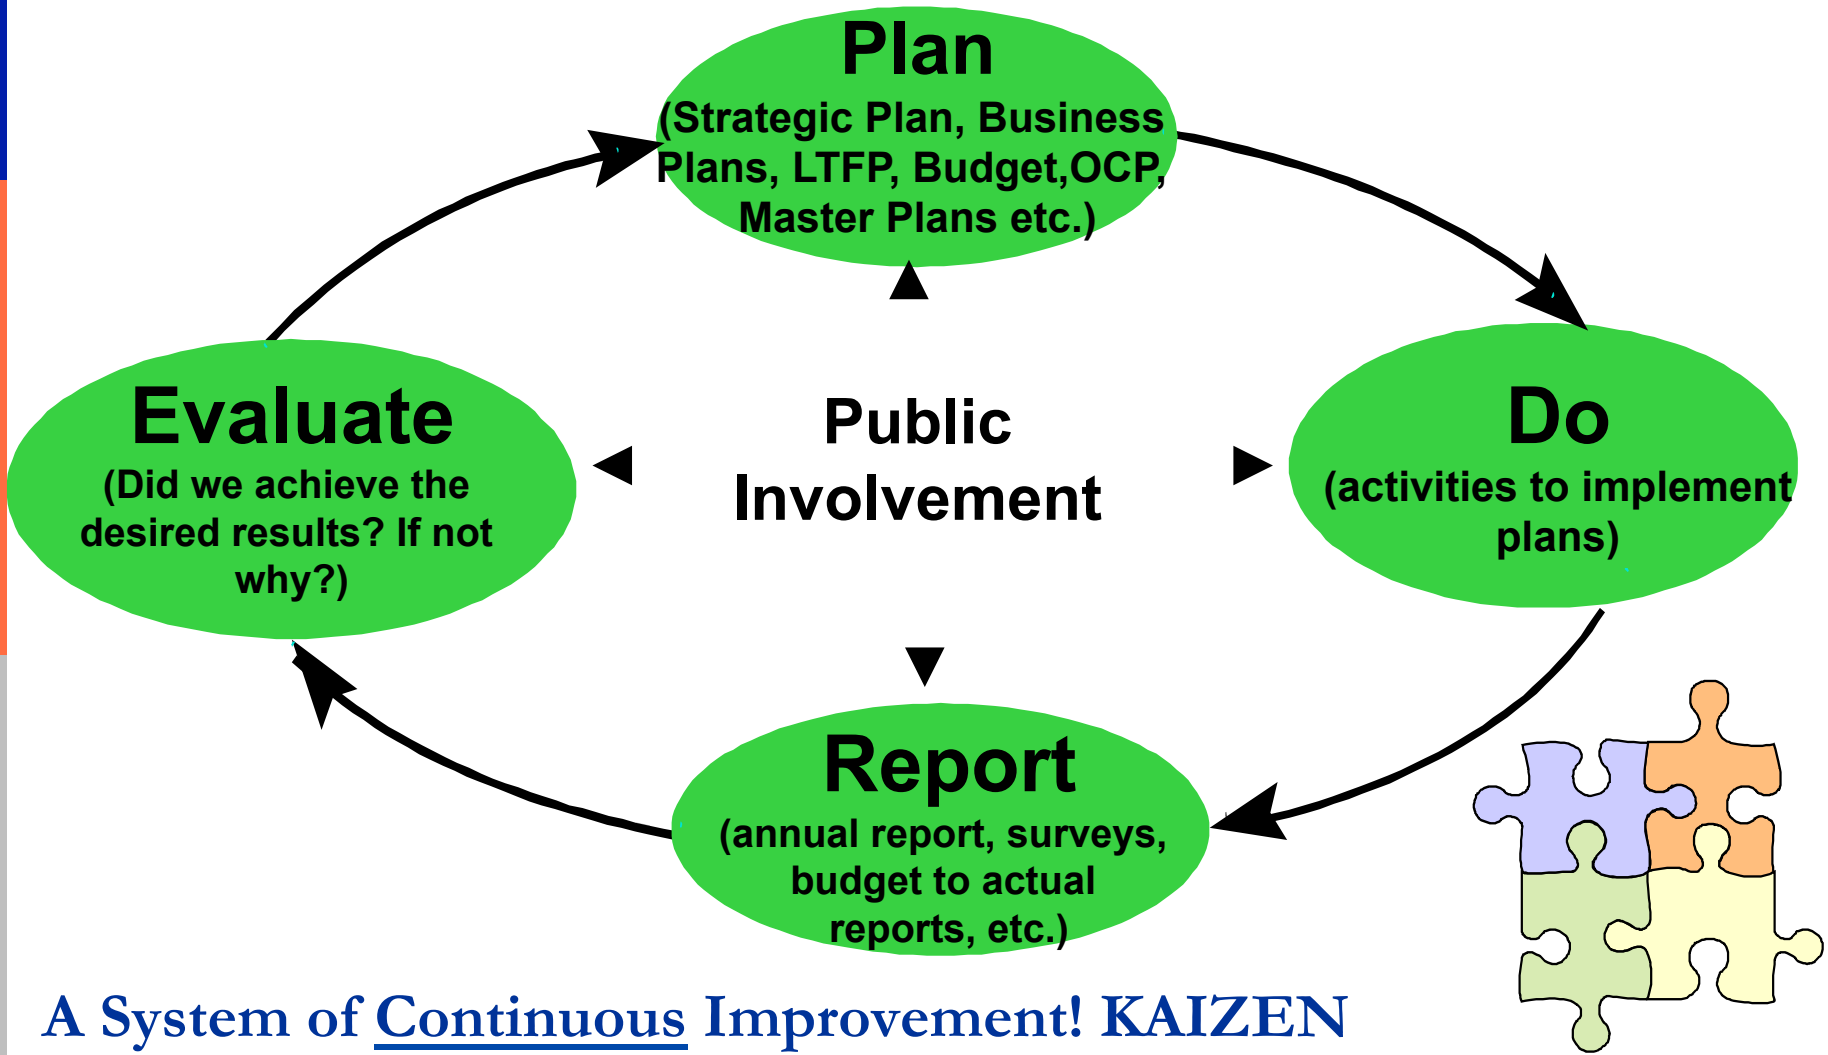 Plan
(Strategic Plan, Business
Plans, LTFP, Budget,OCP,
Master Plans etc.)
Evaluate
(Did we achieve the
desired results? If not
why?)
Public
Involvement
Do
(activities to implement
plans)
Report
(annual report, surveys,
budget to actual
reports, etc.)
A System of Continuous Improvement! KAIZEN